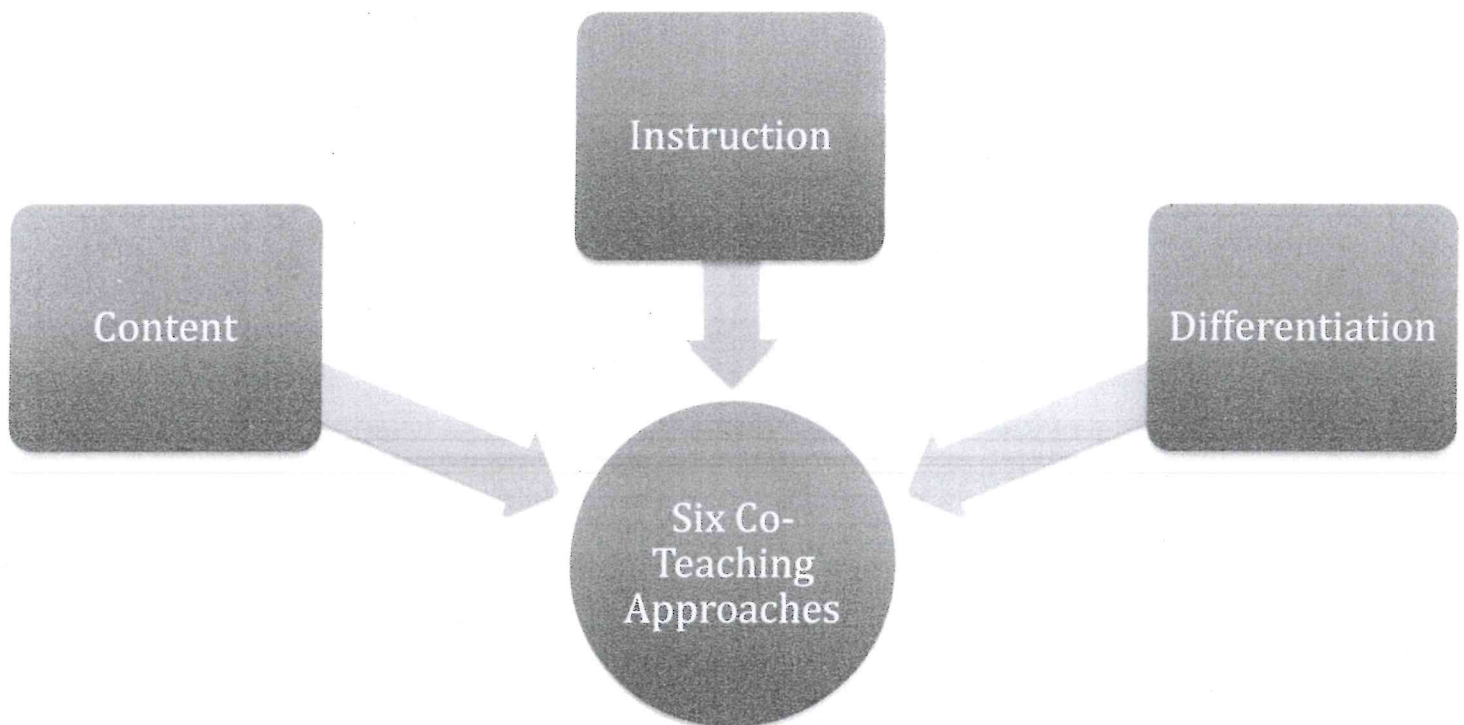 Instruction
Content
Differentiation
Six Co-
Teaching
Approaches